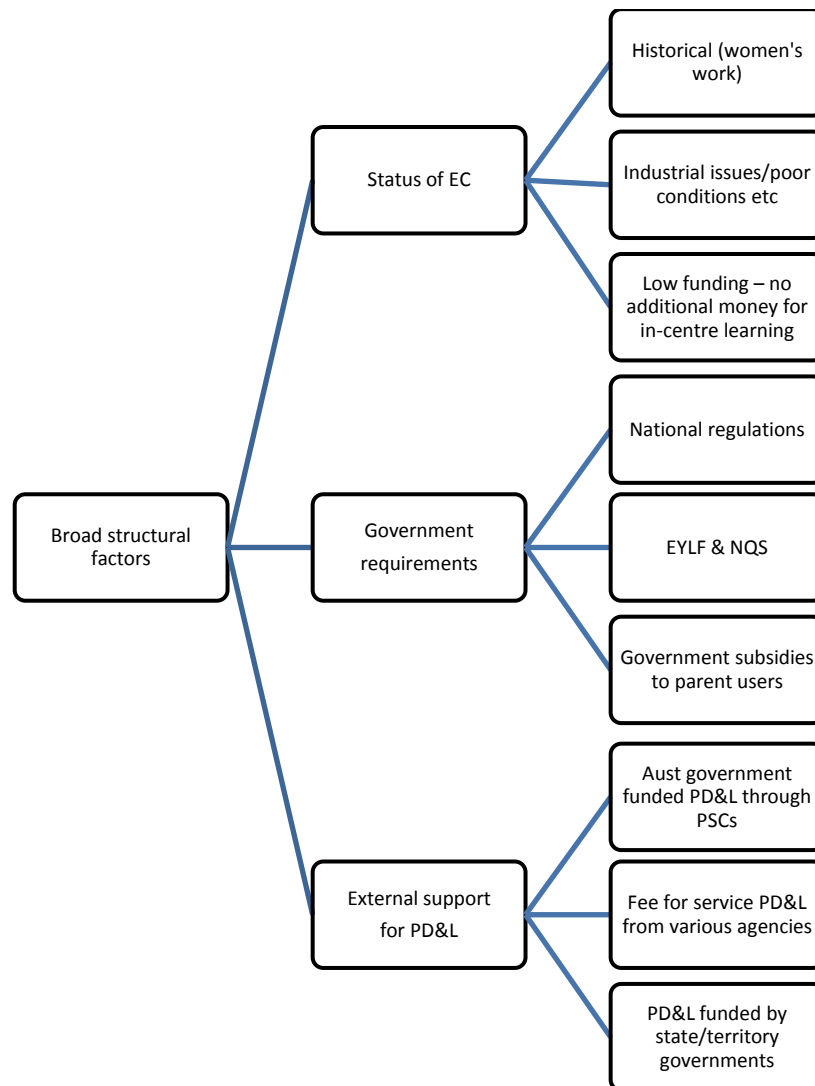 Historical (women's
work)
Status of EC
Industrial issues/poor
conditions etc
Low funding – no
additional money for
in-centre learning
National regulations
Broad structural
factors
Government
requirements
EYLF & NQS
Government subsidies
to parent users
Aust government
funded PD&L through
PSCs
External support
for PD&L
Fee for service PD&L
from various agencies
PD&L funded by
state/territory
governments